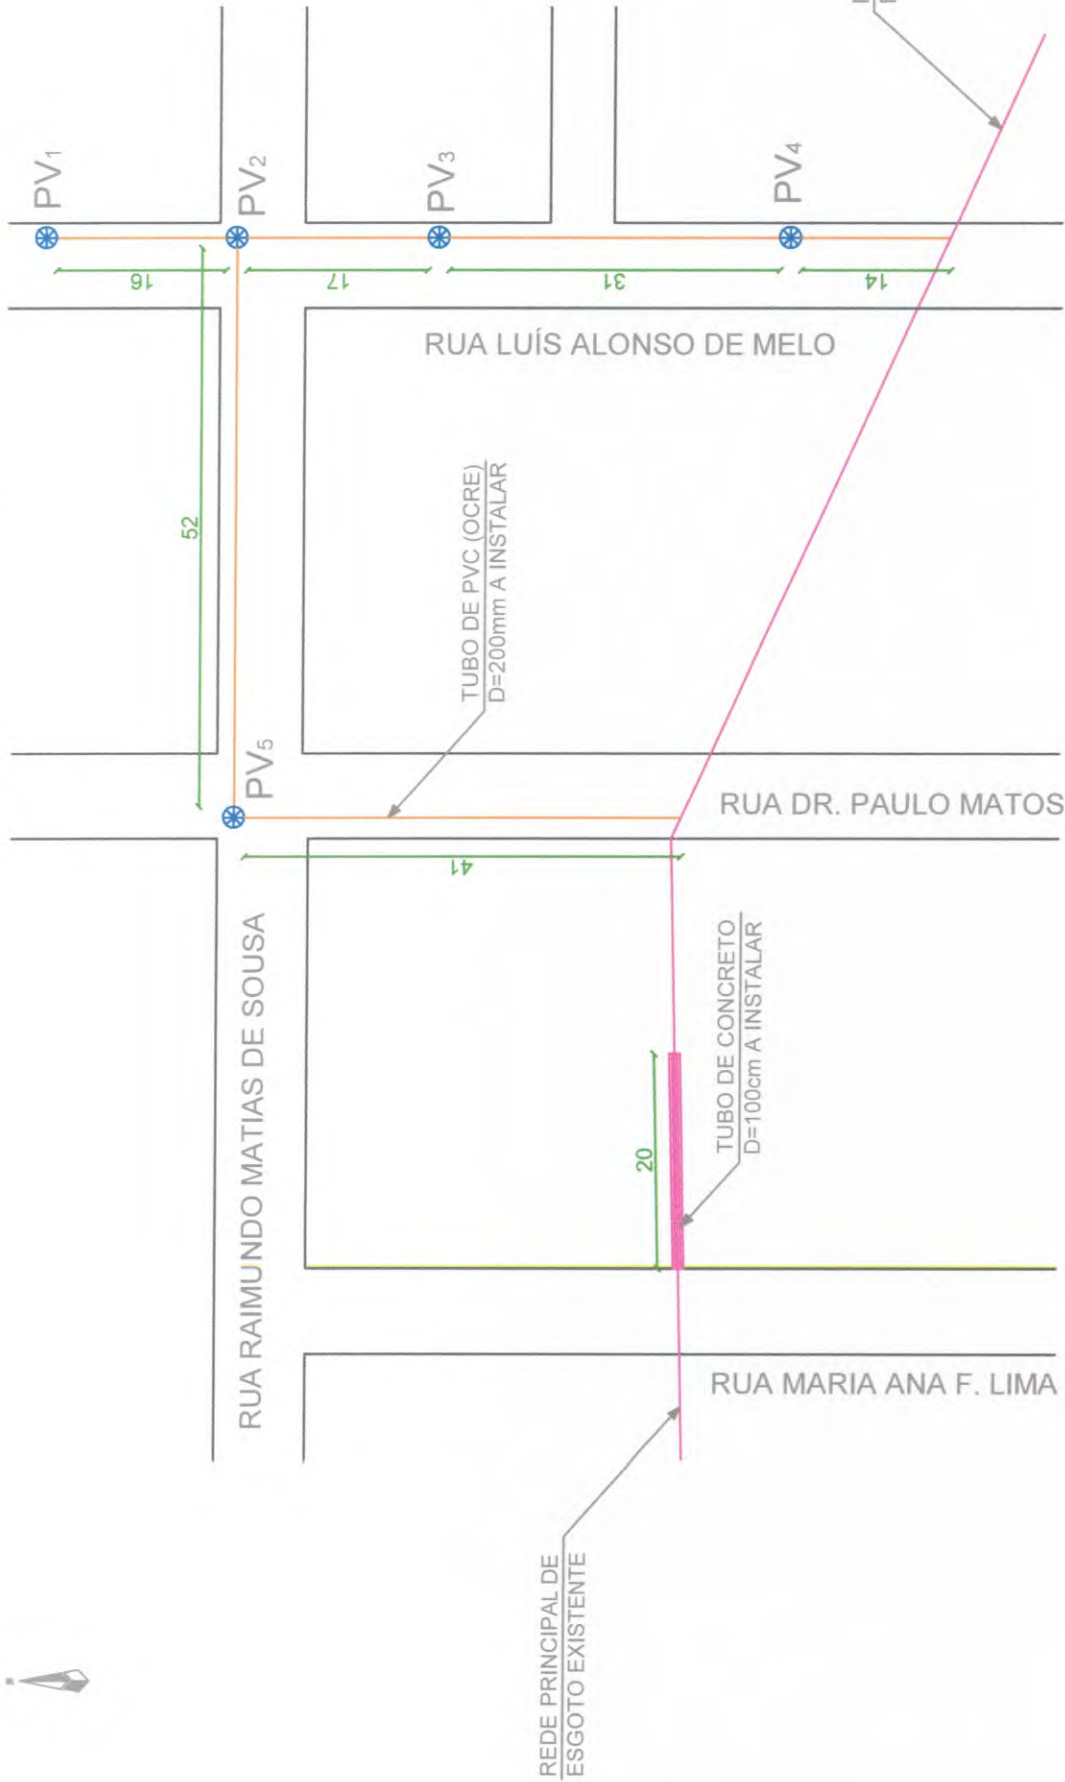 PV1
PV2
PV3
PV4
16
17
31
14
52
RUA LUÍS ALONSO DE MELO
TUBO DE PVC (OCRE)
D=200mm A INSTALAR
PV5
RUA DR. PAULO MATOS
41
RUA RAIMUNDO MATIAS DE SOUSA
TUBO DE CONCRETO
D=100cm A INSTALAR
20
RUA MARIA ANA F. LIMA
REDE PRINCIPAL DE
ESGOTO EXISTENTE